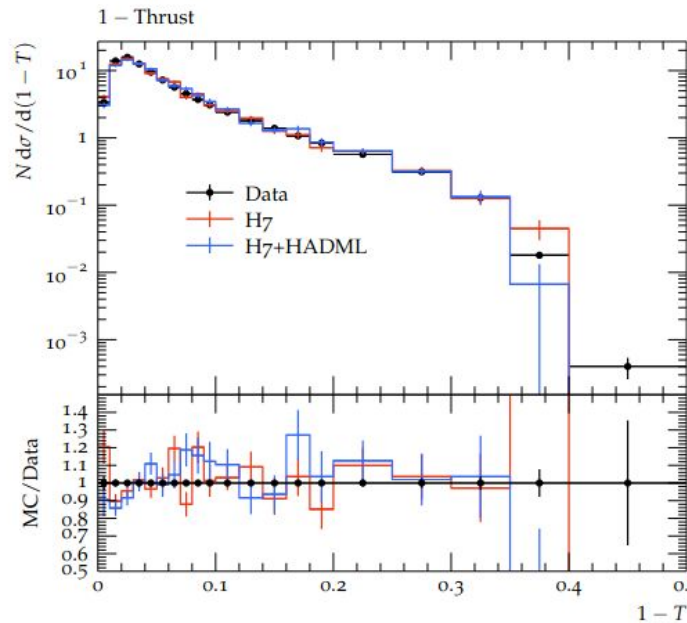 1 − Thrust
N dσ/d(1 − T)
10¹
1
10⁻¹
10⁻²
10⁻³
Data
H7
H7+HADML
MC/Data
1.4
1.3
1.2
1.1
1
0.9
0.8
0.7
0.6
0.5
0 0.1 0.2 0.3 0.4 0.
1 − T